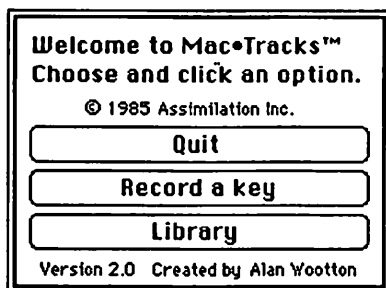 Welcome to Mac•Tracks™
Choose and click an option.
© 1985 Assimilation Inc.
Quit
Record a key
Library
Version 2.0 Created by Alan Wootton